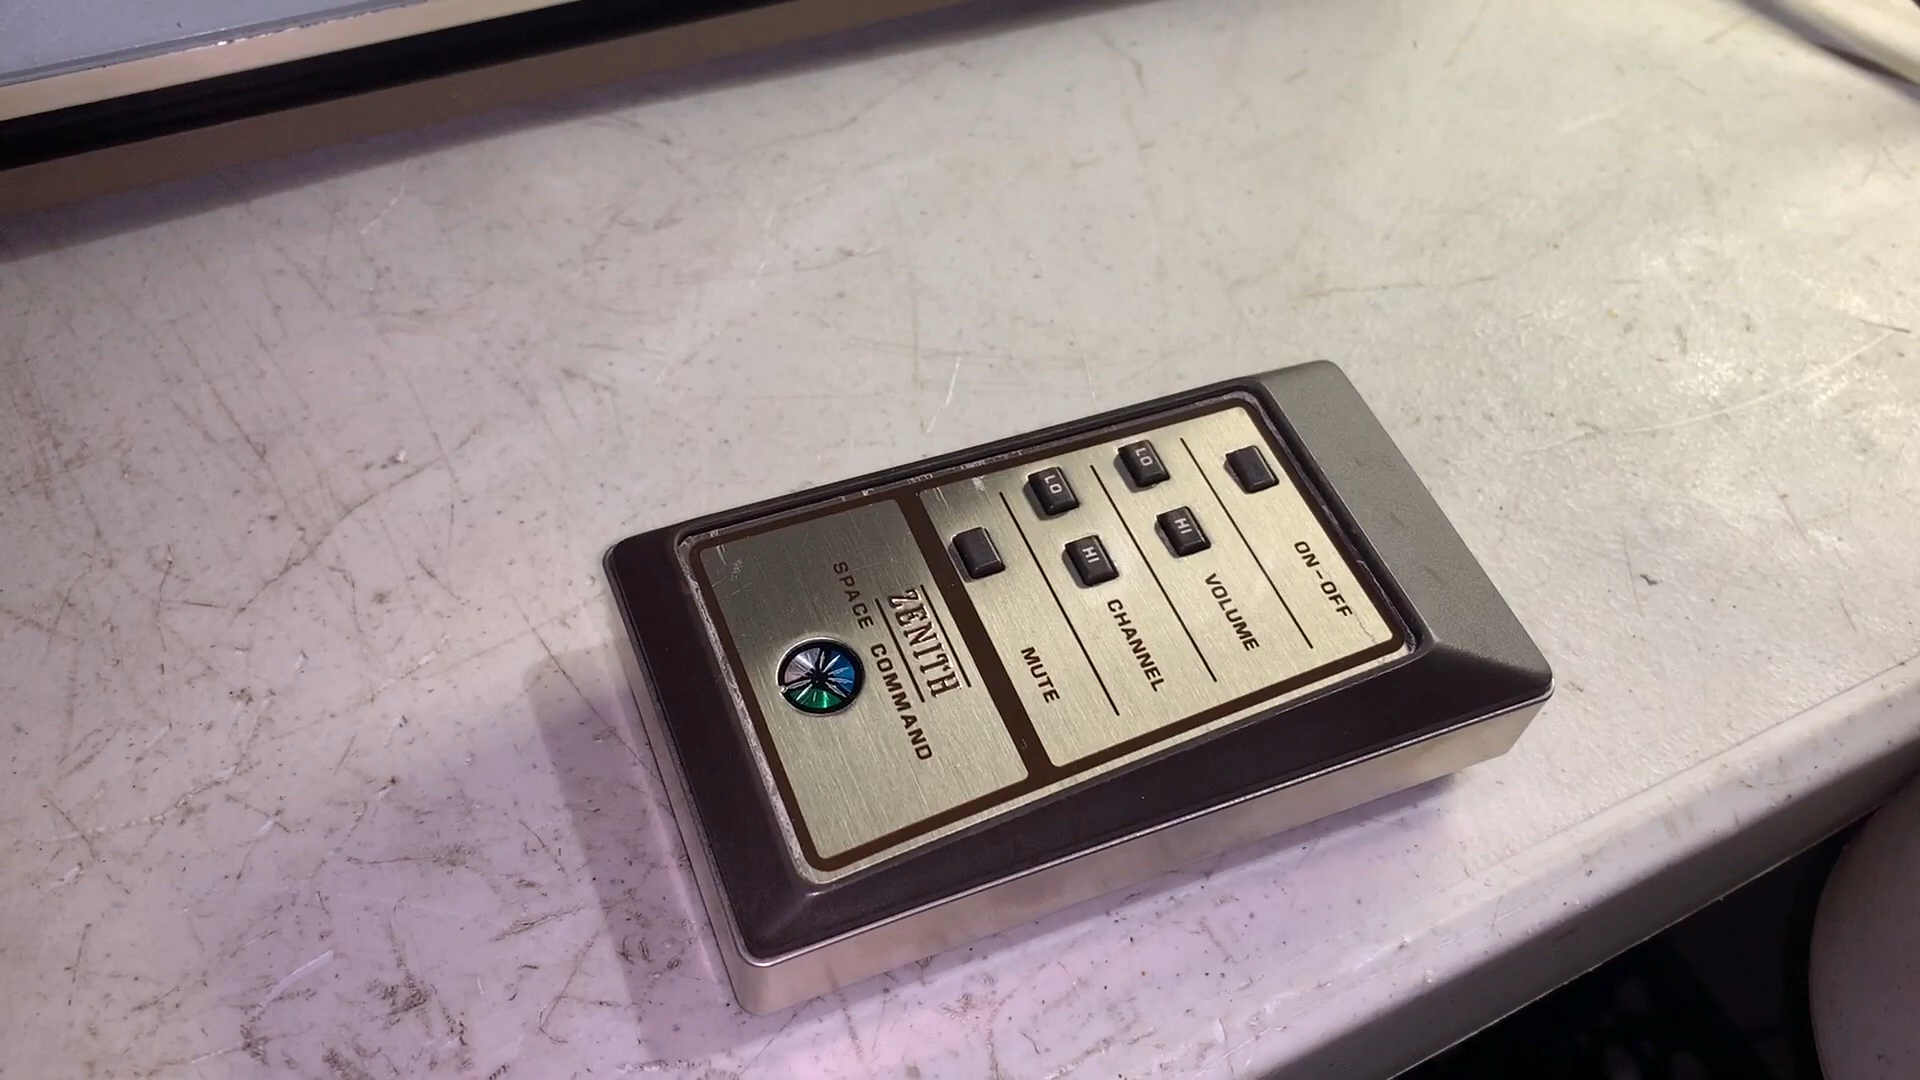 ON-OFF
LO HI VOLUME
LO HI CHANNEL
MUTE
ZENITH
SPACE COMMAND